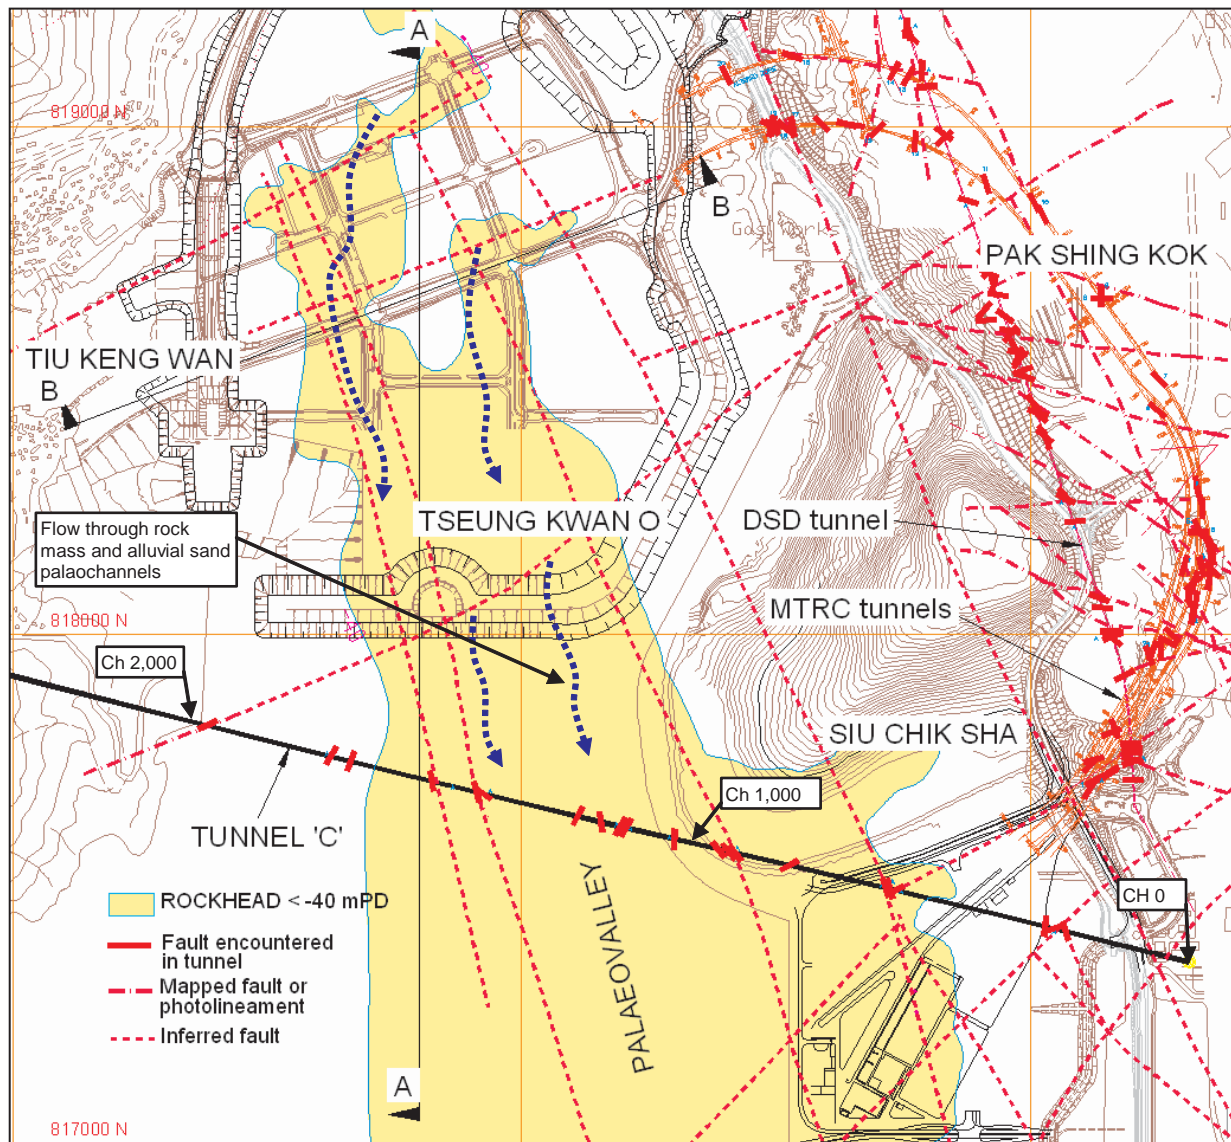 A
819000 N
B
Gas Works
PAK SHING KOK
TIU KENG WAN
B
Flow through rock
mass and alluvial sand
palaochannels
TSEUNG KWAN O
DSD tunnel
MTRC tunnels
818000 N
Ch 2,000
SIU CHIK SHA
Ch 1,000
TUNNEL 'C'
CH 0
ROCKHEAD < -40 mPD
Fault encountered
in tunnel
Mapped fault or
photolineament
Inferred fault
PALAEOVALLEY
A
817000 N